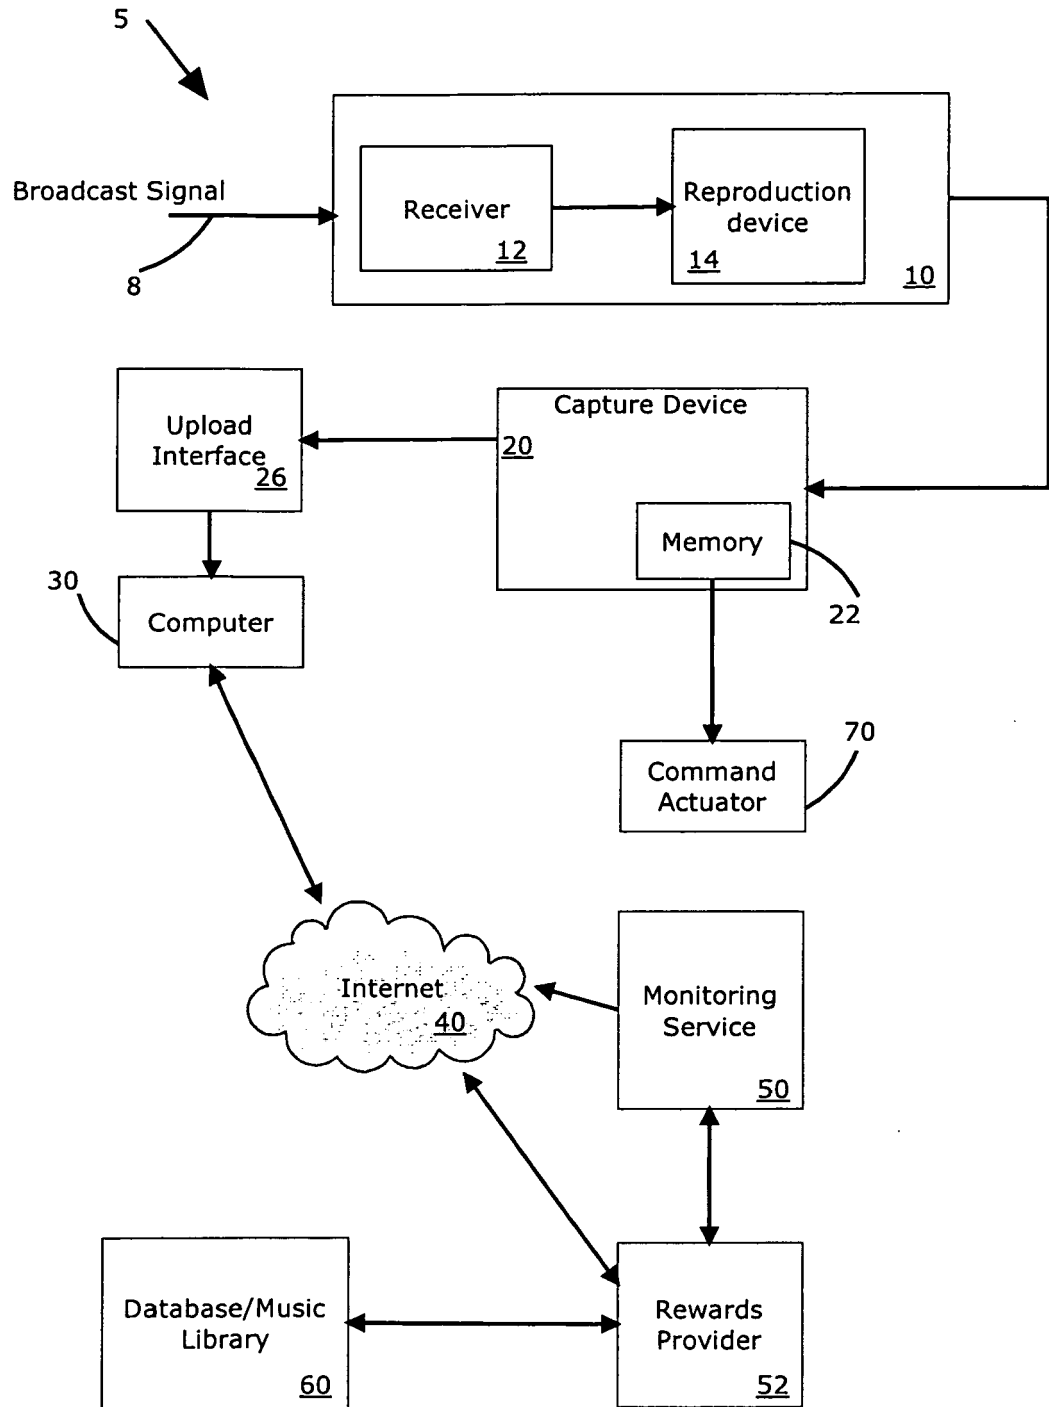 5
Broadcast Signal
8
Receiver
12
Reproduction
device
14
10
Upload
Interface
26
Capture Device
20
Memory
22
30
Computer
70
Command
Actuator
Internet
40
Monitoring
Service
50
Database/Music
Library
60
Rewards
Provider
52